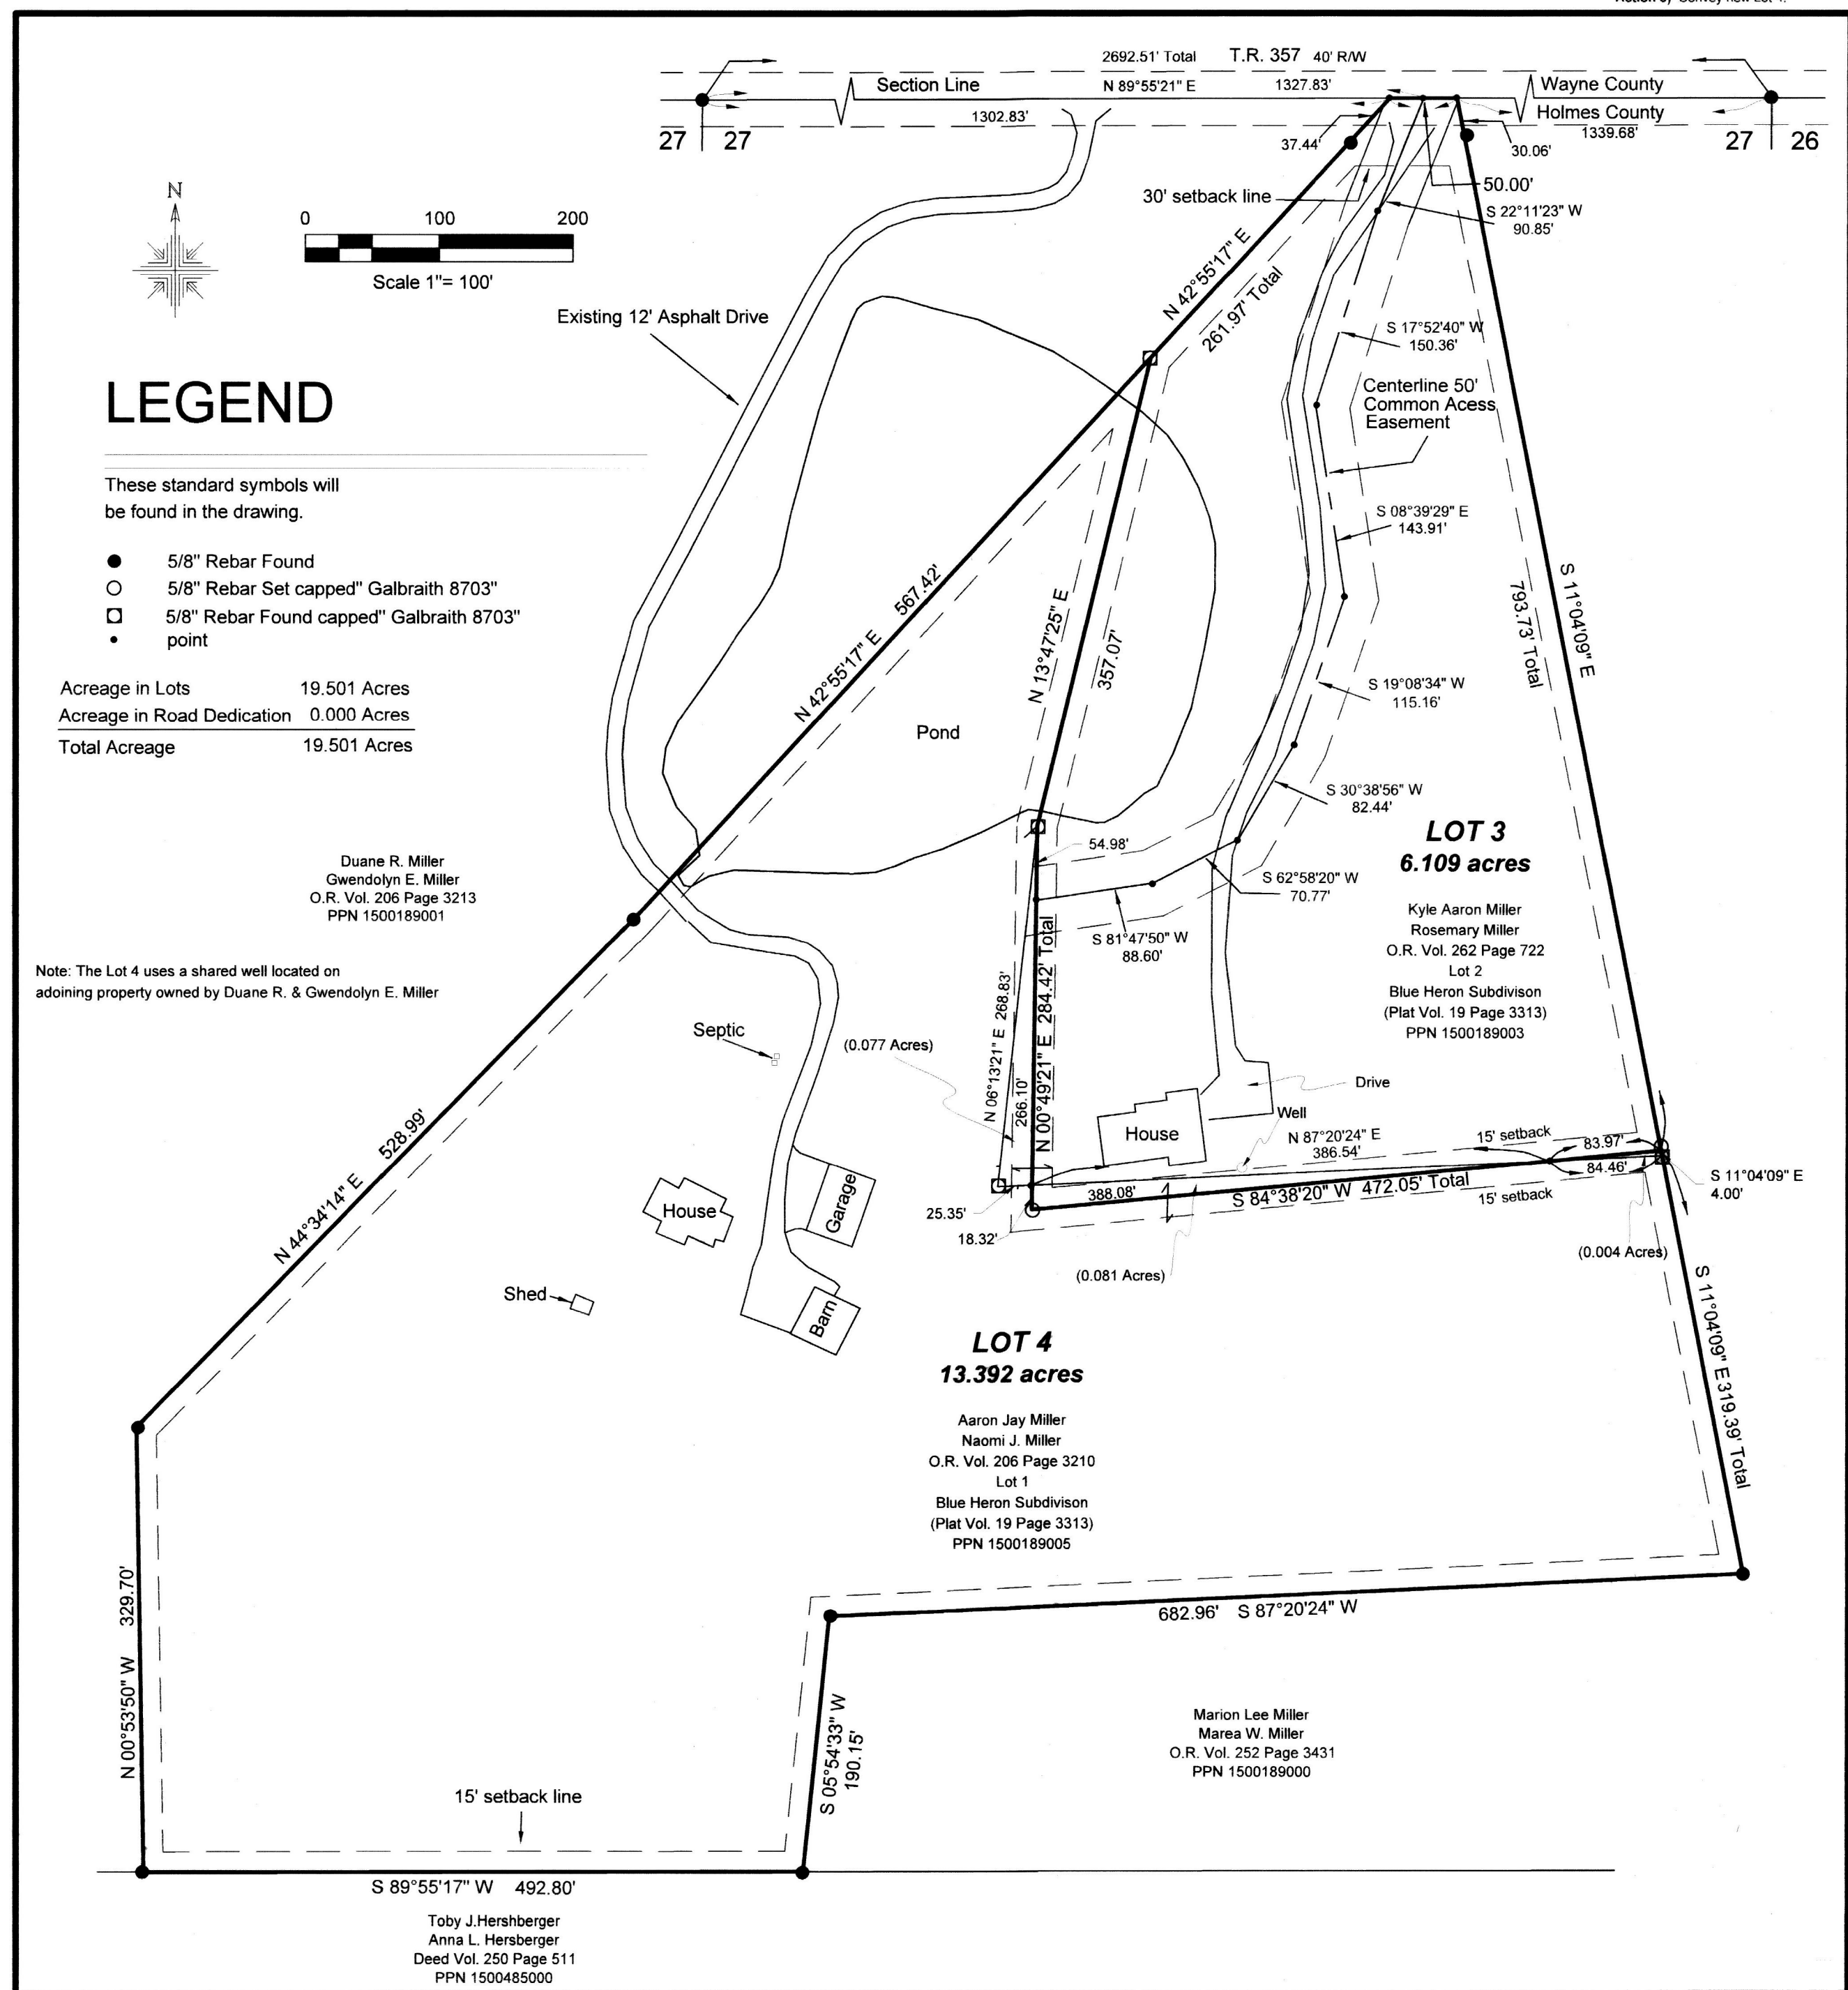 2692.51' Total T.R. 357 40' R/W
Section Line N 89°55'21" E 1327.83' Wayne County
1302.83' Holmes County
1339.68'
27 27
27 26
37.44'
30.06'
50.00'
30' setback line
S 22°11'23" W
90.85'
N
0 100 200
Scale 1"= 100'
Existing 12' Asphalt Drive
N 42°55'17" E
261.97' Total
S 17°52'40" W
150.36'
Centerline 50'
Common Acess
Easement
LEGEND
These standard symbols will
be found in the drawing.
5/8" Rebar Found
5/8" Rebar Set capped" Galbraith 8703"
5/8" Rebar Found capped" Galbraith 8703"
point
Acreage in Lots 19.501 Acres
Acreage in Road Dedication 0.000 Acres
Total Acreage 19.501 Acres
S 08°39'29" E
143.91'
N 42°55'17" E 567.42'
N 13°47'25" E
357.07'
S 11°04'09" E
793.73' Total
Pond
S 19°08'34" W
115.16'
S 30°38'56" W
82.44'
54.98'
S 62°58'20" W
70.77'
S 81°47'50" W
88.60'
LOT 3
6.109 acres
Kyle Aaron Miller
Rosemary Miller
O.R. Vol. 262 Page 722
Lot 2
Blue Heron Subdivison
(Plat Vol. 19 Page 3313)
PPN 1500189003
Duane R. Miller
Gwendolyn E. Miller
O.R. Vol. 206 Page 3213
PPN 1500189001
Note: The Lot 4 uses a shared well located on
adoining property owned by Duane R. & Gwendolyn E. Miller
Septic
(0.077 Acres)
N 06°13'21" E 268.83'
266.10'
N 00°49'21" E 284.42' Total
Drive
Well
House
N 87°20'24" E
386.54'
15' setback
83.97'
84.46'
S 11°04'09" E
4.00'
388.08'
S 84°38'20" W 472.05' Total
15' setback
25.35'
18.32'
(0.081 Acres)
(0.004 Acres)
N 44°34'14" E 528.99'
House
Garage
Shed
Barn
S 11°04'09" E 319.39' Total
LOT 4
13.392 acres
Aaron Jay Miller
Naomi J. Miller
O.R. Vol. 206 Page 3210
Lot 1
Blue Heron Subdivison
(Plat Vol. 19 Page 3313)
PPN 1500189005
N 00°53'50" W 329.70'
682.96' S 87°20'24" W
S 05°54'33" W
190.15'
15' setback line
Marion Lee Miller
Marea W. Miller
O.R. Vol. 252 Page 3431
PPN 1500189000
S 89°55'17" W 492.80'
Toby J.Hershberger
Anna L. Hersberger
Deed Vol. 250 Page 511
PPN 1500485000